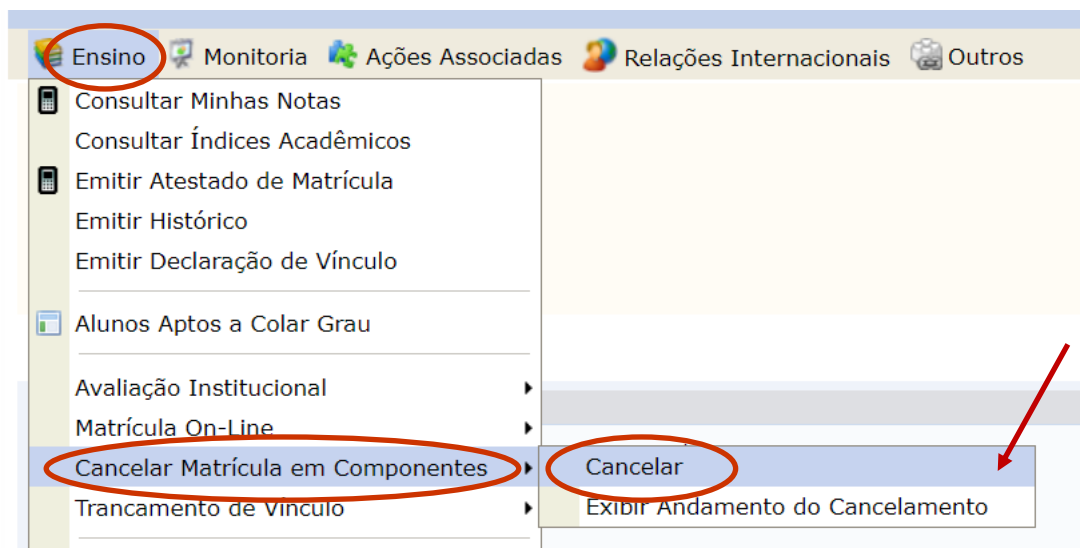 Ensino Monitoria Ações Associadas Relações Internacionais Outros
Consultar Minhas Notas
Consultar Índices Acadêmicos
Emitir Atestado de Matrícula
Emitir Histórico
Emitir Declaração de Vínculo
Alunos Aptos a Colar Grau
Avaliação Institucional
Matrícula On-Line
Cancelar Matrícula em Componentes
Cancelar
Trancamento de Vínculo
Exibir Andamento do Cancelamento